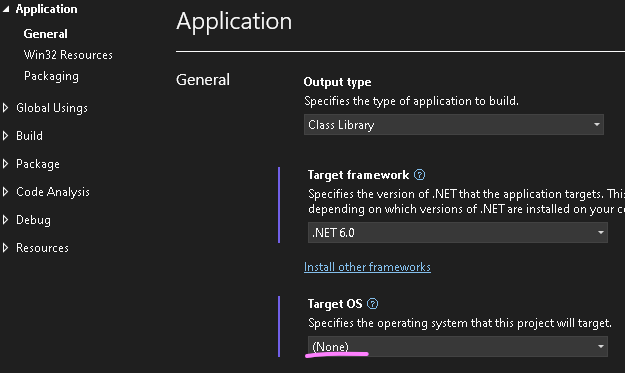 Application
General
Win32 Resources
Packaging
Global Usings
Build
Package
Code Analysis
Debug
Resources
Application
General
Output type
Specifies the type of application to build.
Class Library
Target framework
Specifies the version of .NET that the application targets. This
depending on which versions of .NET are installed on your
.NET 6.0
Install other frameworks
Target OS
Specifies the operating system that this project will target.
(None)